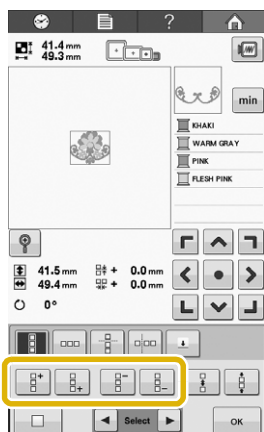 ?
41.4 mm
49.3 mm
min
KHAKI
WARM GRAY
PINK
FLESH PINK
41.5 mm + 0.0 mm
49.4 mm + 0.0 mm
0°
Select
OK